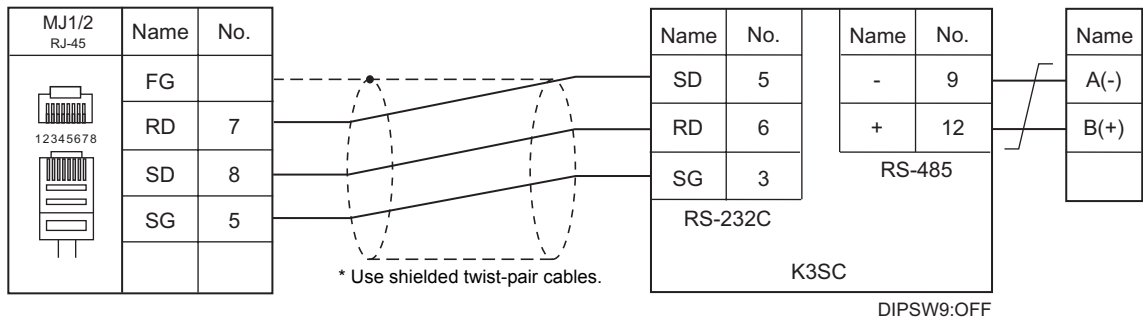 MJ1/2
RJ-45
Name No.
12345678
FG
RD 7
SD 8
SG 5
* Use shielded twist-pair cables.
Name No.
SD 5
RD 6
SG 3
RS-232C
Name No.
- 9
+ 12
RS-485
K3SC
DIPSW9:OFF
Name
A(-)
B(+)